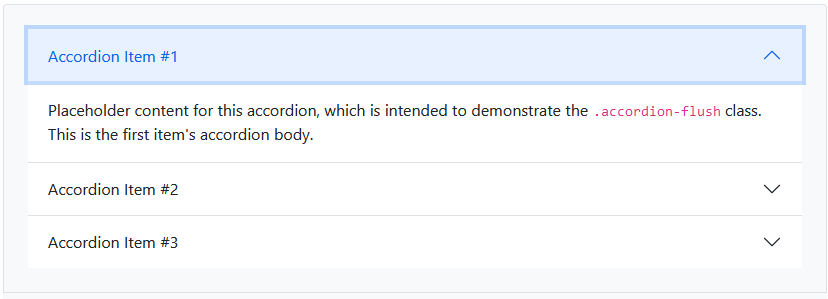 Accordion Item #1
Placeholder content for this accordion, which is intended to demonstrate the .accordion-flush class.
This is the first item's accordion body.
Accordion Item #2
Accordion Item #3